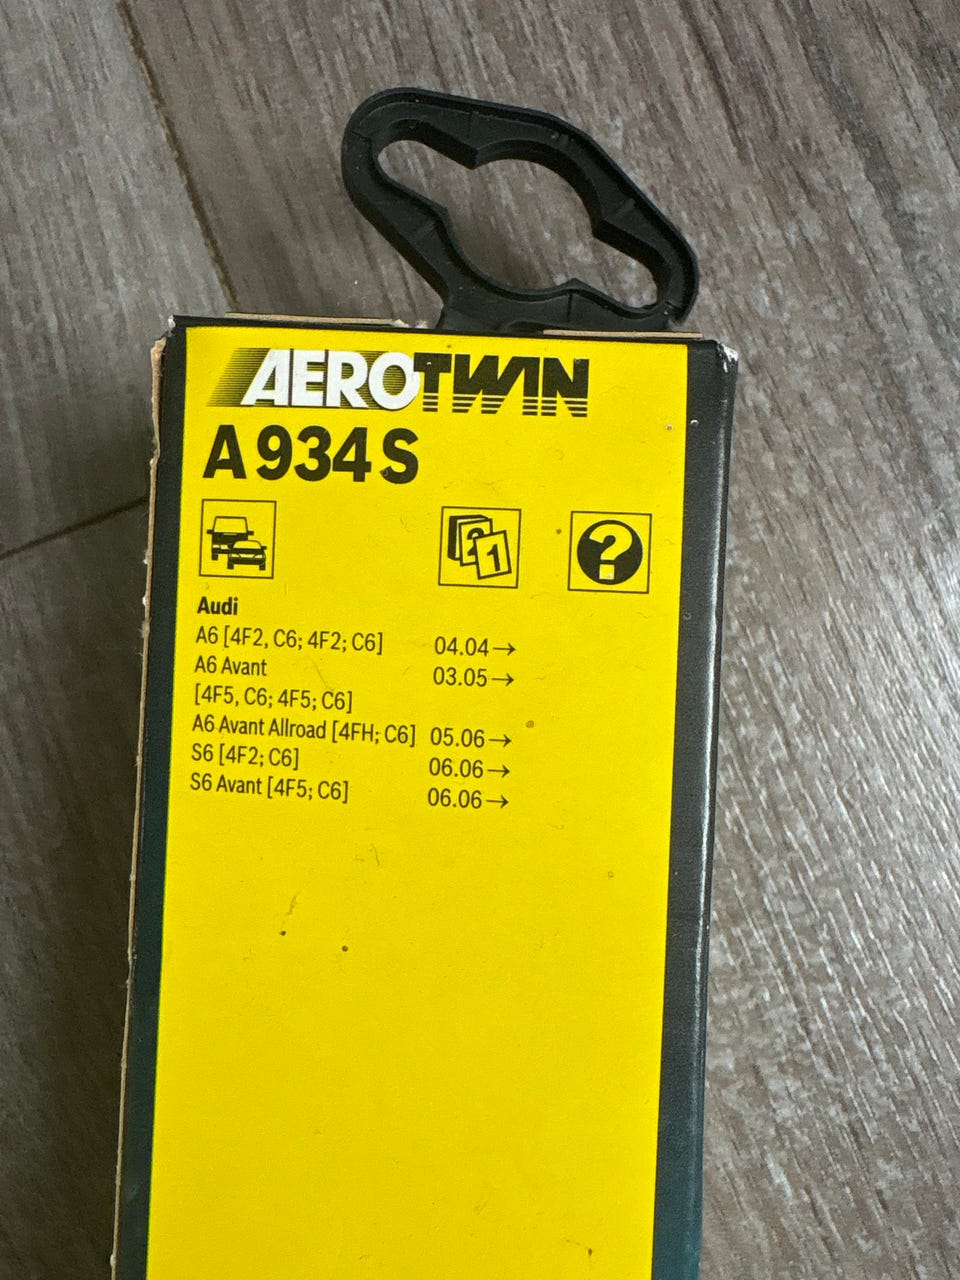 AEROTWIN
A934S
21
?
Audi
A6 [4F2, C6; 4F2; C6] 04.04→
A6 Avant 03.05→
[4F5, C6; 4F5; C6]
A6 Avant Allroad [4FH; C6] 05.06→
S6 [4F2; C6] 06.06→
S6 Avant [4F5; C6] 06.06→